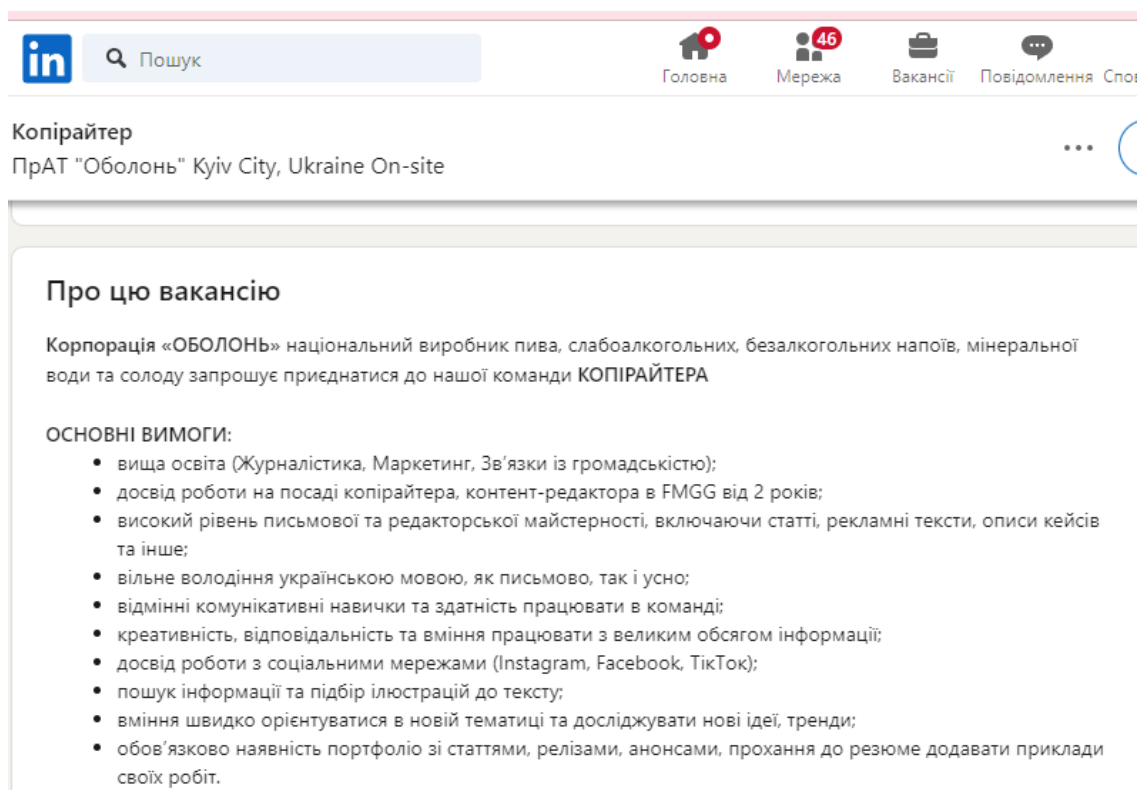 in
Пошук
46
Головна
Мережа
Вакансії
Повідомлення
Копірайтер
ПрАТ "Оболонь" Kyiv City, Ukraine On-site
Про цю вакансію
Корпорація «ОБОЛОНЬ» національний виробник пива, слабоалкогольних, безалкогольних напоїв, мінеральної
води та солоду запрошує приєднатися до нашої команди КОПІРАЙТЕРА
ОСНОВНІ ВИМОГИ:
• вища освіта (Журналістика, Маркетинг, Зв’язки із громадськістю);
• досвід роботи на посаді копірайтера, контент-редактора в FMGG від 2 років;
• високий рівень письмової та редакторської майстерності, включаючи статті, рекламні тексти, описи кейсів
та інше;
• вільне володіння українською мовою, як письмово, так і усно;
• відмінні комунікативні навички та здатність працювати в команді;
• креативність, відповідальність та вміння працювати з великим обсягом інформації;
• досвід роботи з соціальними мережами (Instagram, Facebook, ТікТок);
• пошук інформації та підбір ілюстрацій до тексту;
• вміння швидко орієнтуватися в новій тематиці та досліджувати нові ідеї, тренди;
• обов’язково наявність портфоліо зі статтями, релізами, анонсами, прохання до резюме додавати приклади
своїх робіт.